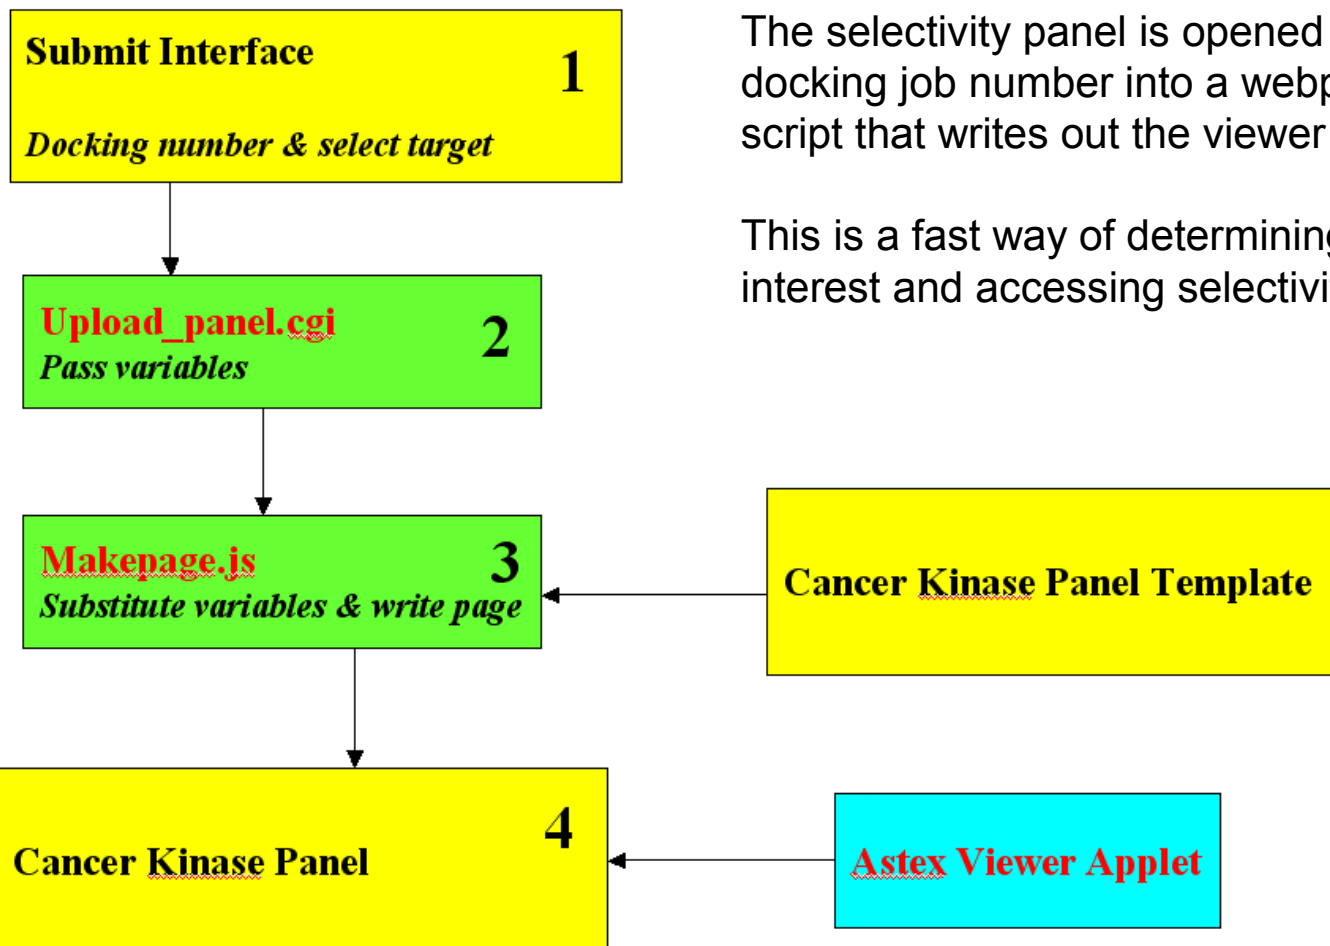 Submit Interface
1
Docking number & select target
The selectivity panel is opened
docking job number into a webp
script that writes out the viewer
This is a fast way of determining
interest and accessing selectivi
Upload_panel.cgi
2
Pass variables
Makepage.js
3
Substitute variables & write page
Cancer Kinase Panel Template
4
Cancer Kinase Panel
Astex Viewer Applet